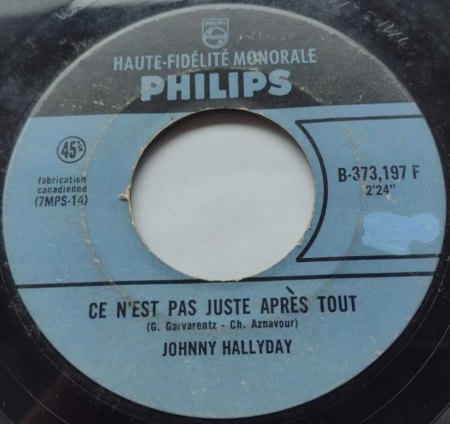 PHILIPS
HAUTE-FIDÉLITÉ MONORALE
PHILIPS
45
fabrication
canadienne
(7MPS-14)
B-373,197 F
2'24"
CE N'EST PAS JUSTE APRÈS TOUT
(G. Garvarentz - Ch. Aznavour)
JOHNNY HALLYDAY